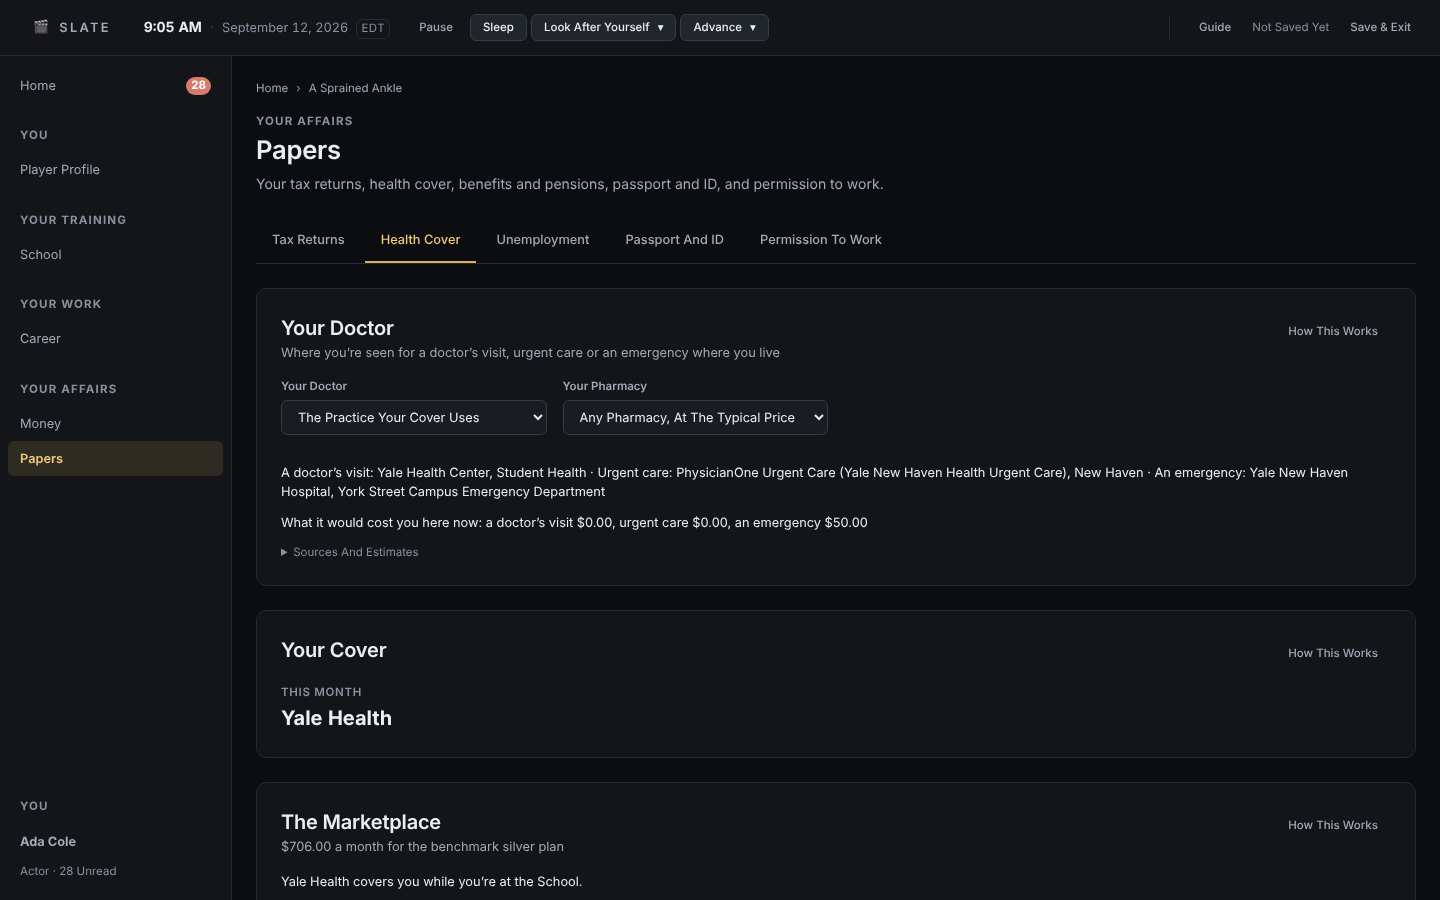 SLATE
9:05 AM · September 12, 2026 EDT
Pause
Sleep
Look After Yourself ▾
Advance ▾
Guide
Not Saved Yet
Save & Exit
Home
28
YOU
Player Profile
YOUR TRAINING
School
YOUR WORK
Career
YOUR AFFAIRS
Money
Papers
YOU
Ada Cole
Actor · 28 Unread
Home › A Sprained Ankle
YOUR AFFAIRS
Papers
Your tax returns, health cover, benefits and pensions, passport and ID, and permission to work.
Tax Returns
Health Cover
Unemployment
Passport And ID
Permission To Work
Your Doctor
How This Works
Where you’re seen for a doctor’s visit, urgent care or an emergency where you live
Your Doctor
Your Pharmacy
The Practice Your Cover Uses
Any Pharmacy, At The Typical Price
A doctor’s visit: Yale Health Center, Student Health · Urgent care: PhysicianOne Urgent Care (Yale New Haven Health Urgent Care), New Haven · An emergency: Yale New Haven
Hospital, York Street Campus Emergency Department
What it would cost you here now: a doctor’s visit $0.00, urgent care $0.00, an emergency $50.00
▶ Sources And Estimates
Your Cover
How This Works
THIS MONTH
Yale Health
The Marketplace
How This Works
$706.00 a month for the benchmark silver plan
Yale Health covers you while you’re at the School.